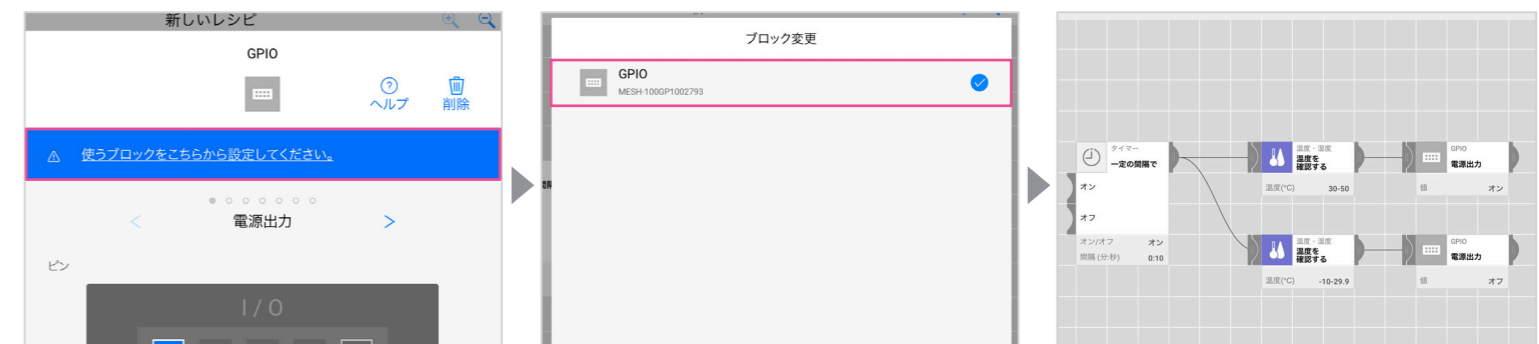 新しいレシピ
GPIO
ヘルプ
削除
使うブロックをこちらから設定してください。
電源出力
ピン
I/O
ブロック変更
GPIO
MESH-100GP1002793
タイマー
一定の間隔で
オン
オフ
オン/オフ オン
間隔 (分:秒) 0:10
温度・湿度
温度を
確認する
温度(°C) 30-50
GPIO
電源出力
値 オン
温度・湿度
温度を
確認する
温度(°C) -10-29.9
GPIO
電源出力
値 オフ